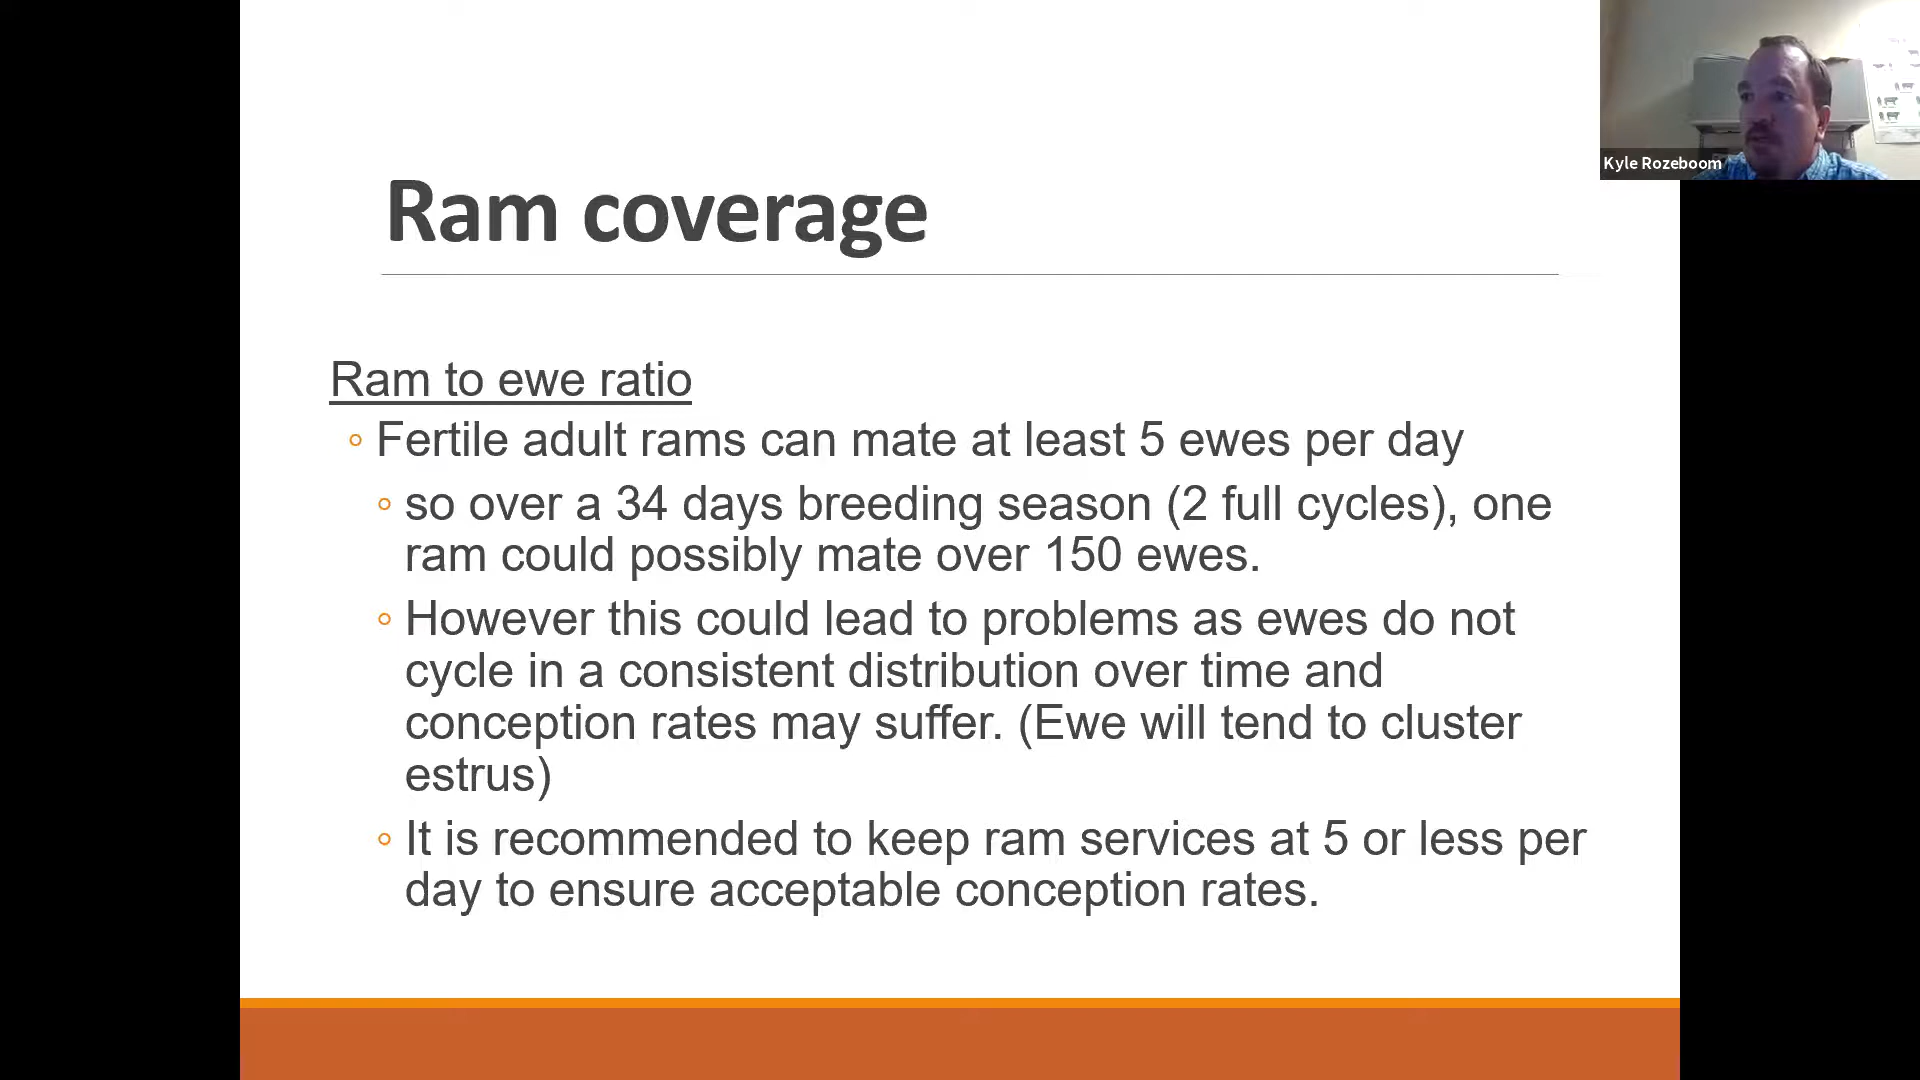 Kyle Rozeboom
Ram coverage
Ram to ewe ratio
◦ Fertile adult rams can mate at least 5 ewes per day
◦ so over a 34 days breeding season (2 full cycles), one
ram could possibly mate over 150 ewes.
◦ However this could lead to problems as ewes do not
cycle in a consistent distribution over time and
conception rates may suffer. (Ewe will tend to cluster
estrus)
◦ It is recommended to keep ram services at 5 or less per
day to ensure acceptable conception rates.